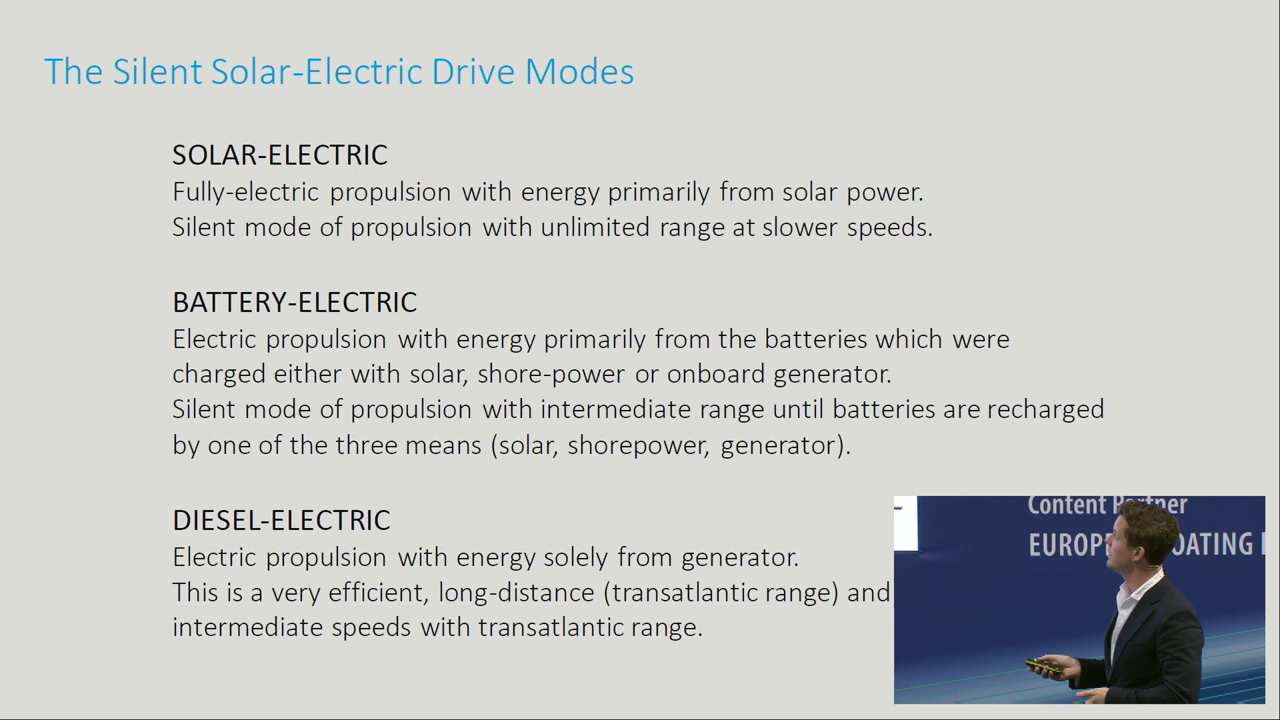 The Silent Solar-Electric Drive Modes
SOLAR-ELECTRIC
Fully-electric propulsion with energy primarily from solar power.
Silent mode of propulsion with unlimited range at slower speeds.
BATTERY-ELECTRIC
Electric propulsion with energy primarily from the batteries which were
charged either with solar, shore-power or onboard generator.
Silent mode of propulsion with intermediate range until batteries are recharged
by one of the three means (solar, shorepower, generator).
DIESEL-ELECTRIC
Electric propulsion with energy solely from generator.
This is a very efficient, long-distance (transatlantic range) and
intermediate speeds with transatlantic range.
Content Partner